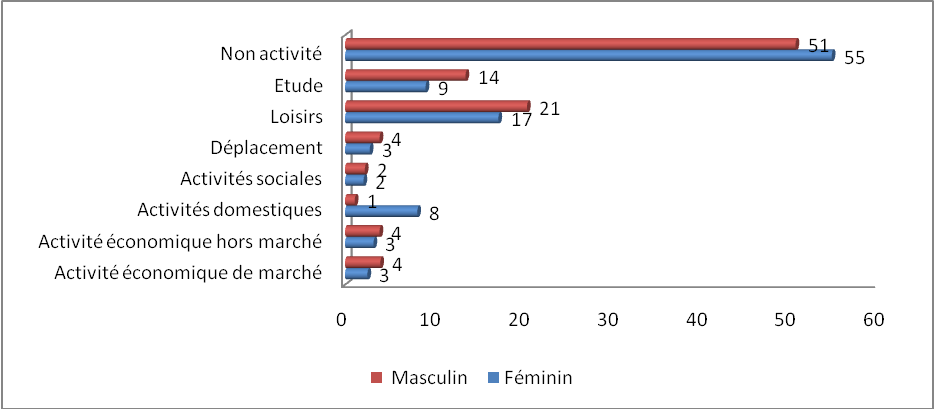 Non activité 51
55
Etude 14
9
Loisirs 21
17
Déplacement 4
3
Activités sociales 2
2
Activités domestiques 1
8
Activité économique hors marché 4
3
Activité économique de marché 4
3
0 10 20 30 40 50 60
Masculin Féminin